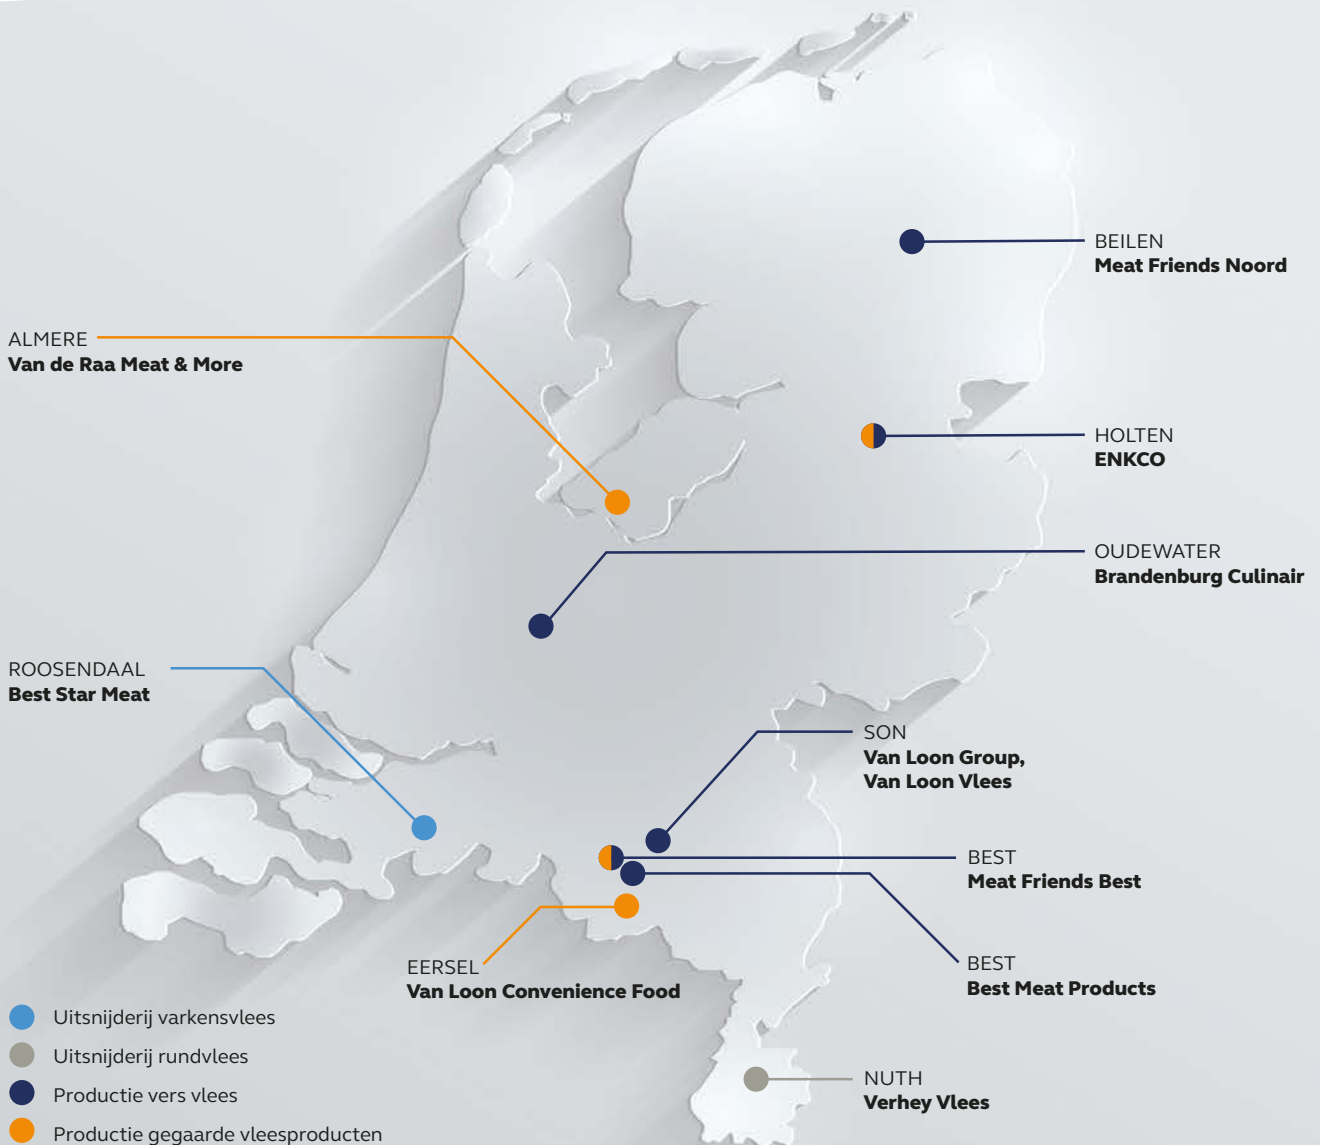 BEILEN
Meat Friends Noord
ALMERE
Van de Raa Meat & More
HOLTEN
ENKCO
OUDEWATER
Brandenburg Culinair
ROOSENDAAL
Best Star Meat
SON
Van Loon Group,
Van Loon Vlees
BEST
Meat Friends Best
EERSEL
Van Loon Convenience Food
BEST
Best Meat Products
NUTH
Verhey Vlees
Uitsnijderij varkensvlees
Uitsnijderij rundvlees
Productie vers vlees
Productie gegaarde vleesproducten